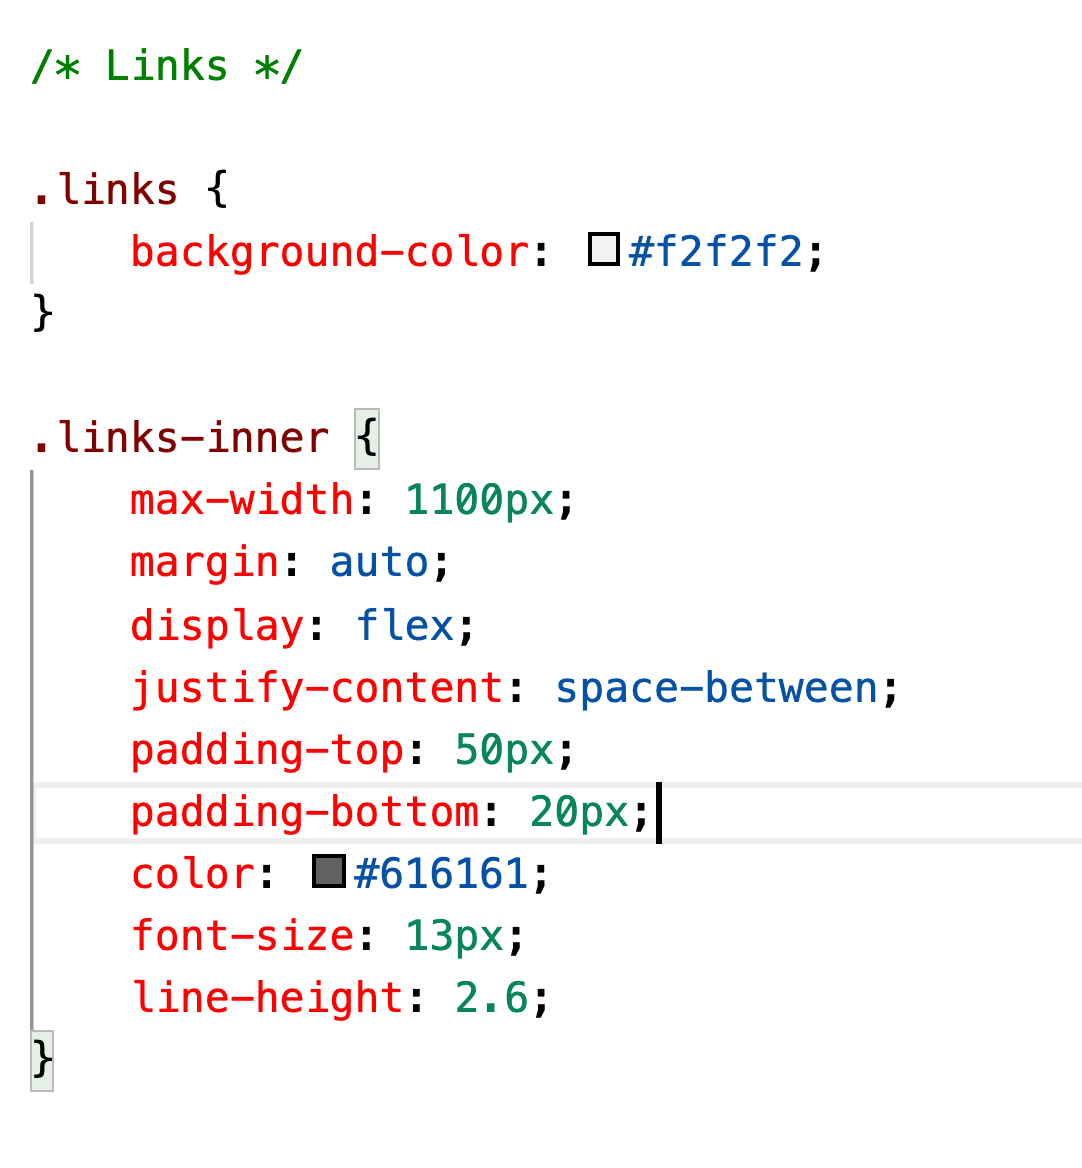 /* Links */
.links {
    background-color: #f2f2f2;
}
.links-inner {
    max-width: 1100px;
    margin: auto;
    display: flex;
    justify-content: space-between;
    padding-top: 50px;
    padding-bottom: 20px;
    color: #616161;
    font-size: 13px;
    line-height: 2.6;
}